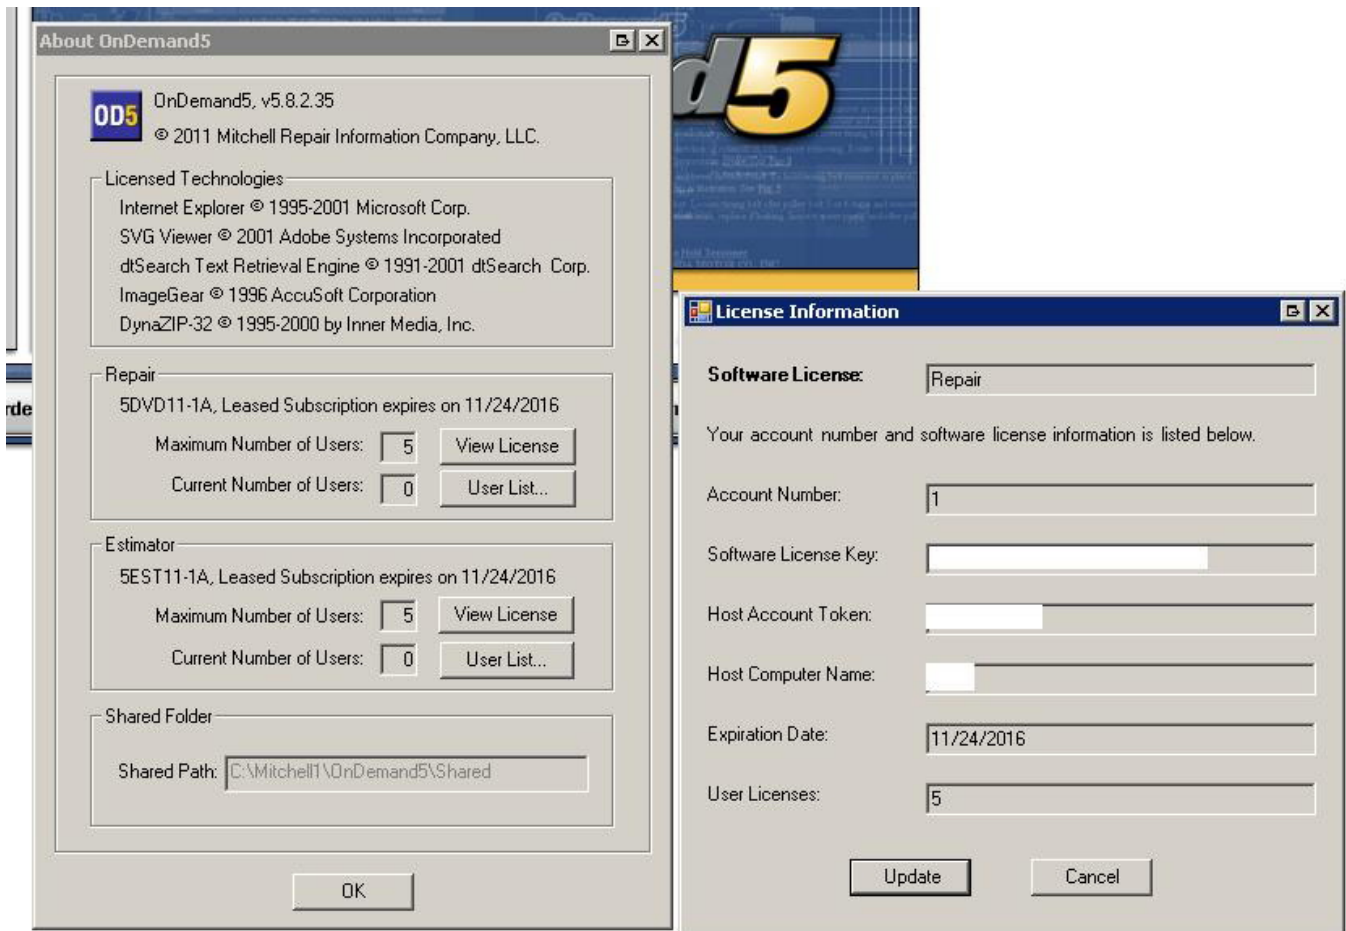 About OnDemand5
OD5
OnDemand5, v5.8.2.35
© 2011 Mitchell Repair Information Company, LLC.
Licensed Technologies
Internet Explorer © 1995-2001 Microsoft Corp.
SVG Viewer © 2001 Adobe Systems Incorporated
dtSearch Text Retrieval Engine © 1991-2001 dtSearch Corp.
ImageGear © 1996 AccuSoft Corporation
DynaZIP-32 © 1995-2000 by Inner Media, Inc.
Repair
5DVD11-1A, Leased Subscription expires on 11/24/2016
Maximum Number of Users: 5 View License
Current Number of Users: 0 User List...
Estimator
5EST11-1A, Leased Subscription expires on 11/24/2016
Maximum Number of Users: 5 View License
Current Number of Users: 0 User List...
Shared Folder
Shared Path: C:\Mitchell1\OnDemand5\Shared
OK
d5
License Information
Software License: Repair
Your account number and software license information is listed below.
Account Number: 1
Software License Key:
Host Account Token:
Host Computer Name:
Expiration Date: 11/24/2016
User Licenses: 5
Update Cancel